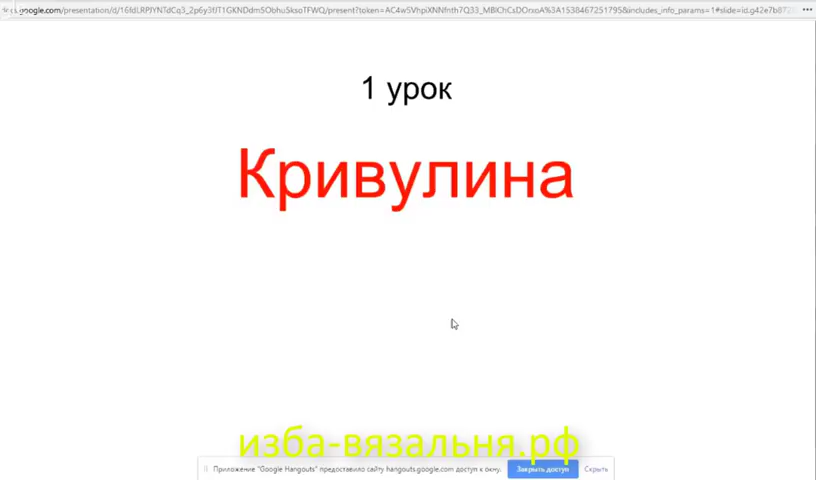 1 урок
Кривулина
изба-вязальня.рф
Приложение "Google Hangouts" предоставило сайту hangouts.google.com доступ к окну.
Закрыть доступ
Скрыть